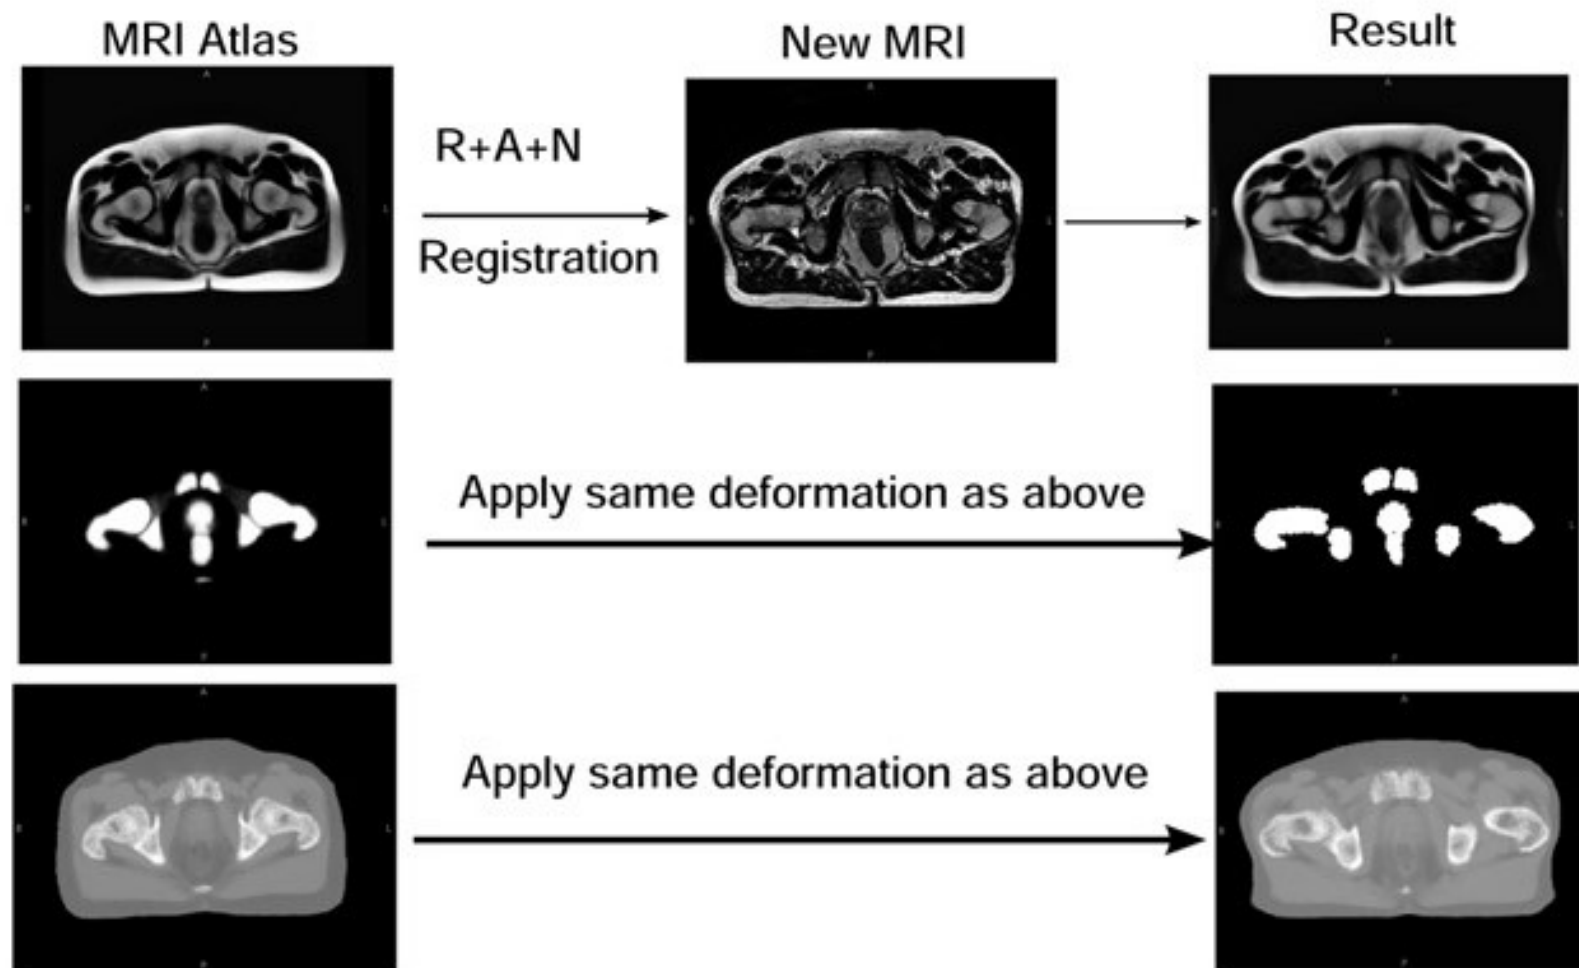 MRI Atlas
New MRI
Result
R+A+N
Registration
Apply same deformation as above
Apply same deformation as above